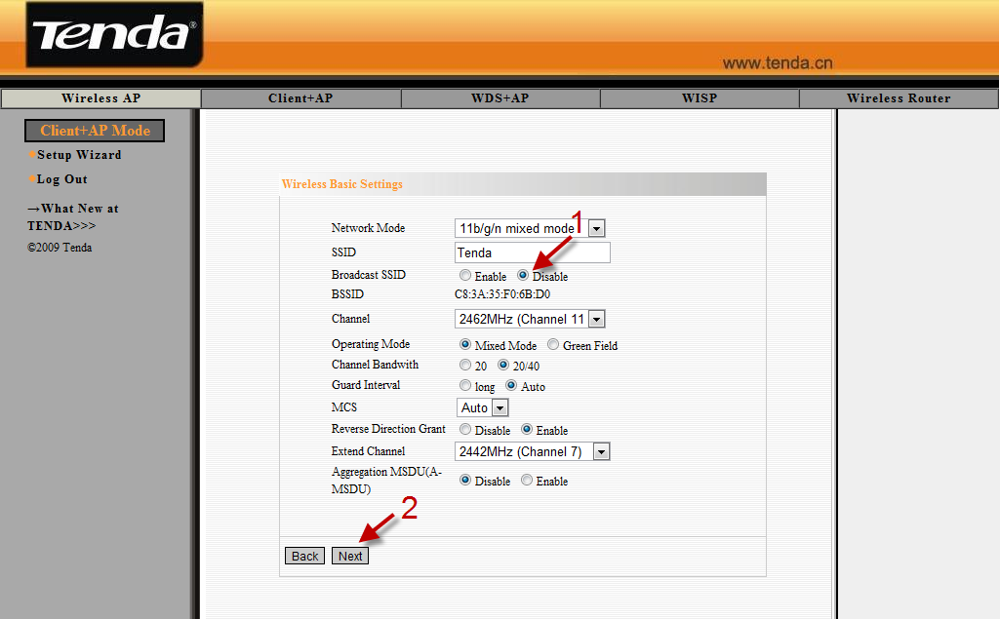 Tenda®
www.tenda.cn
Wireless AP Client+AP WDS+AP WISP Wireless Router
Client+AP Mode
Setup Wizard
Log Out
→What New at
TENDA>>>
©2009 Tenda
Wireless Basic Settings
Network Mode 11b/g/n mixed mode 1
SSID Tenda
Broadcast SSID Enable Disable
BSSID C8:3A:35:F0:6B:D0
Channel 2462MHz (Channel 11
Operating Mode Mixed Mode Green Field
Channel Bandwith 20 20/40
Guard Interval long Auto
MCS Auto
Reverse Direction Grant Disable Enable
Extend Channel 2442MHz (Channel 7)
Aggregation MSDU(A-
MSDU) Disable Enable
2
Back Next